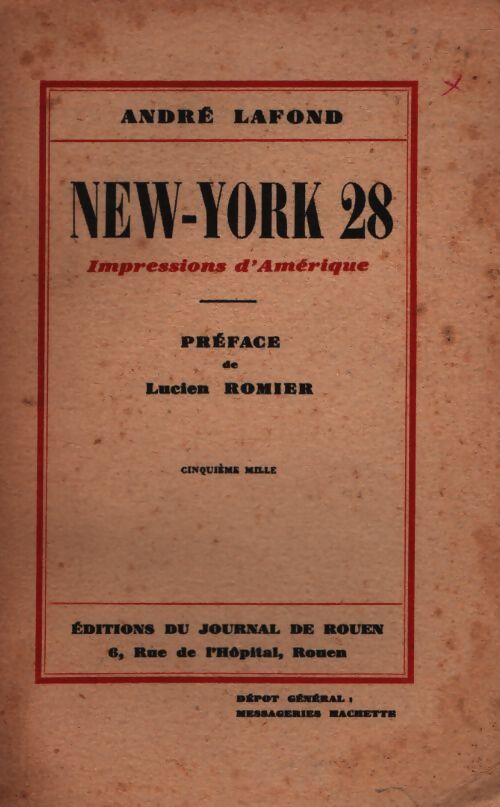 ANDRÉ LAFOND
NEW-YORK 28
Impressions d'Amérique
PRÉFACE
de
Lucien ROMIER
CINQUIÈME MILLE
ÉDITIONS DU JOURNAL DE ROUEN
6, Rue de l'Hôpital, Rouen
DÉPOT GÉNÉRAL :
MESSAGERIES HACHETTE